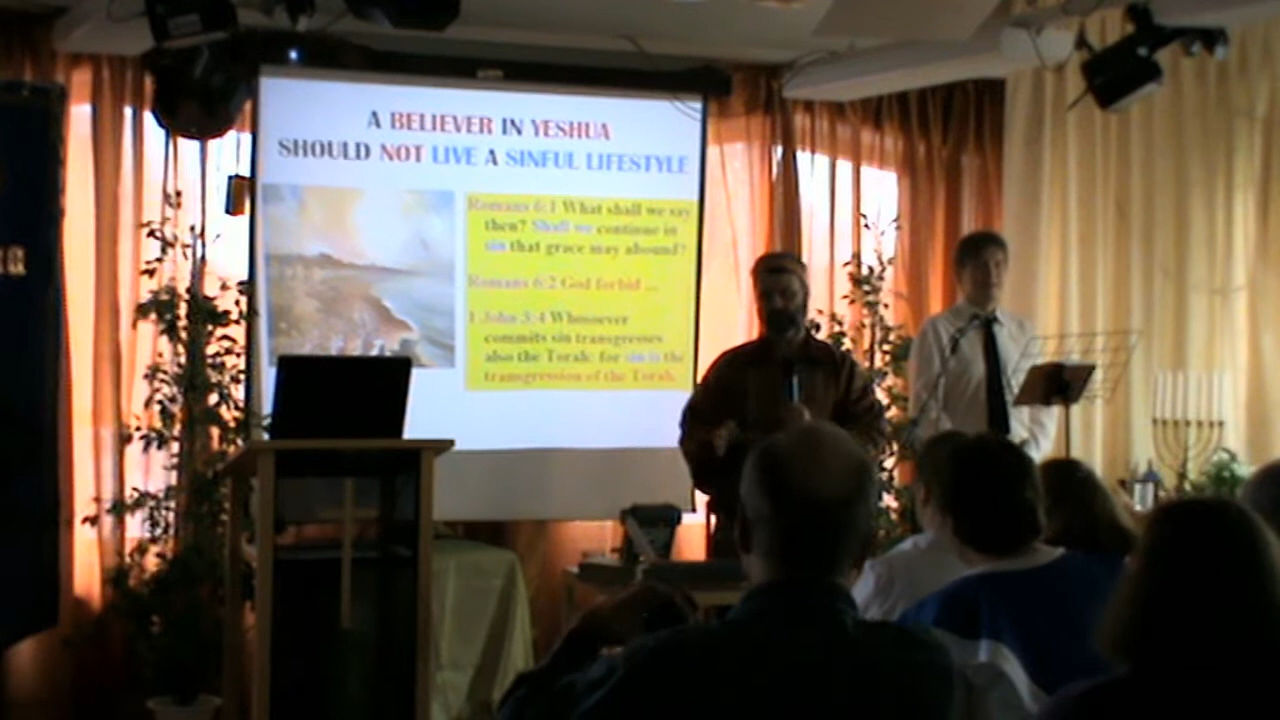 A BELIEVER IN YESHUA
SHOULD NOT LIVE A SINFUL LIFESTYLE
Romans 6:1 What shall we say
then? Shall we continue in
sin that grace may abound?
Romans 6:2 God forbid ...
1 John 3:4 Whosoever
commits sin transgresses
also the Torah: for sin is the
transgression of the Torah.